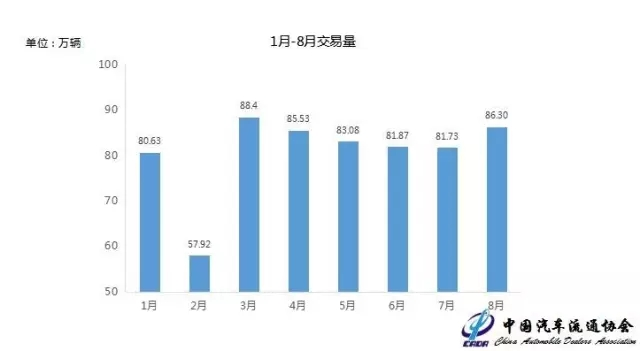 单位：万辆
1月-8月交易量
100
90
80
70
60
50
80.63
57.92
88.4
85.53
83.08
81.87
81.73
86.30
1月
2月
3月
4月
5月
6月
7月
8月
CADA
中国汽车流通协会
China Automobile Dealers Association